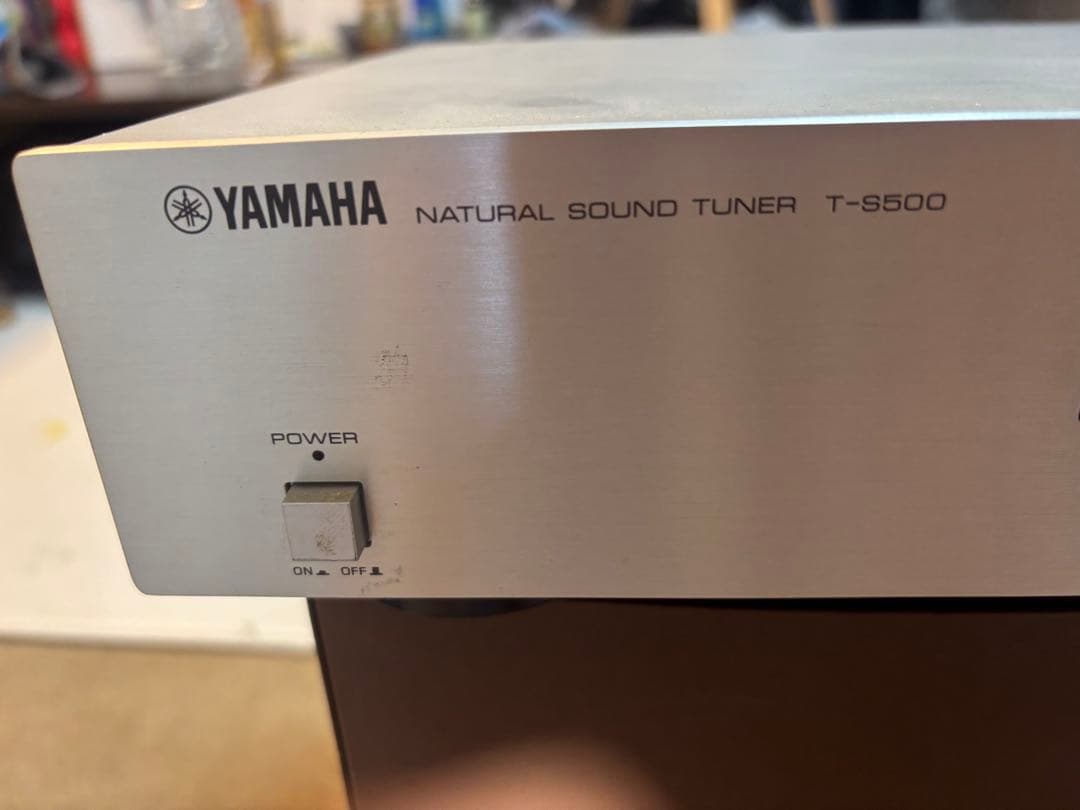 YAMAHA NATURAL SOUND TUNER T-S500
POWER
ON OFF